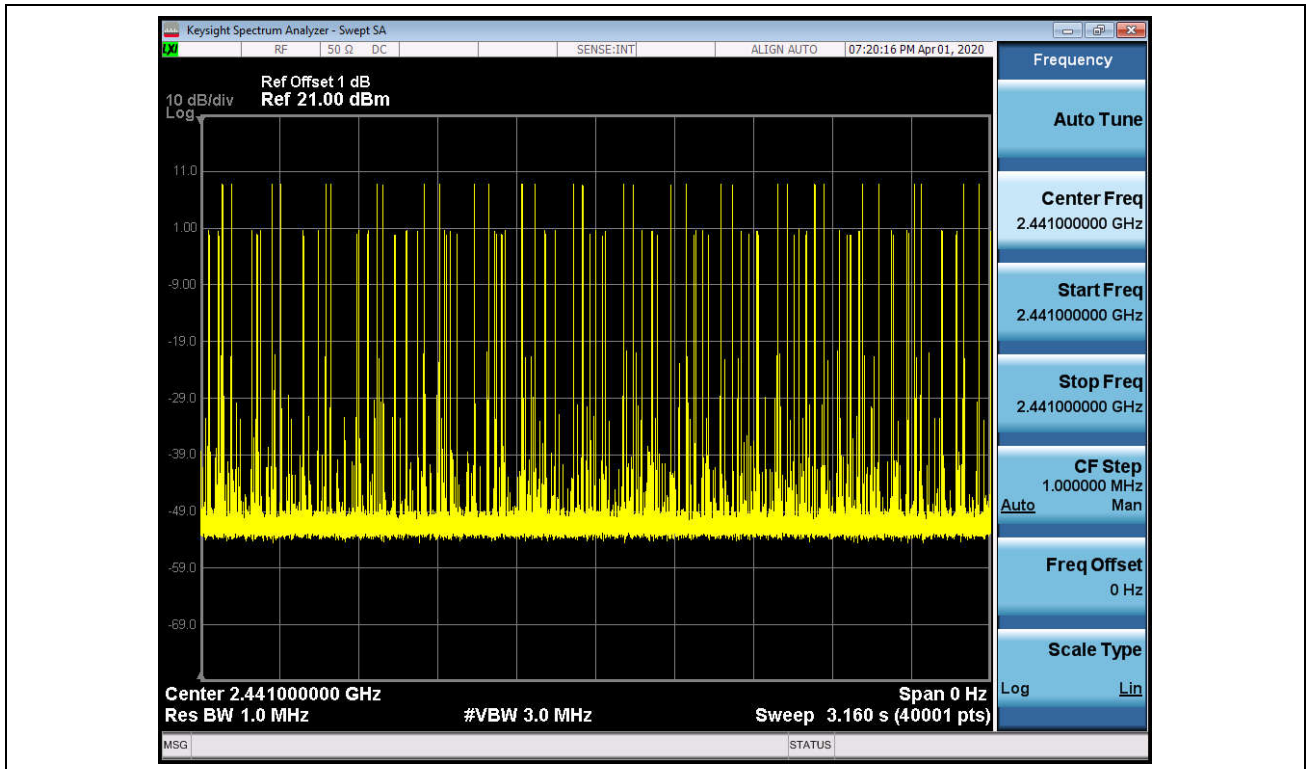 Keysight Spectrum Analyzer - Swept SA
LXI RF 50 Ω DC SENSE:INT ALIGN AUTO 07:20:16 PM Apr 01, 2020
Frequency
Ref Offset 1 dB
10 dB/div Ref 21.00 dBm
Log
11.0
1.00
-9.00
-19.0
-29.0
-39.0
-49.0
-59.0
-69.0
Center 2.441000000 GHz Span 0 Hz
Res BW 1.0 MHz #VBW 3.0 MHz Sweep 3.160 s (40001 pts)
MSG STATUS
Auto Tune
Center Freq
2.441000000 GHz
Start Freq
2.441000000 GHz
Stop Freq
2.441000000 GHz
CF Step
1.000000 MHz
Auto Man
Freq Offset
0 Hz
Scale Type
Log Lin